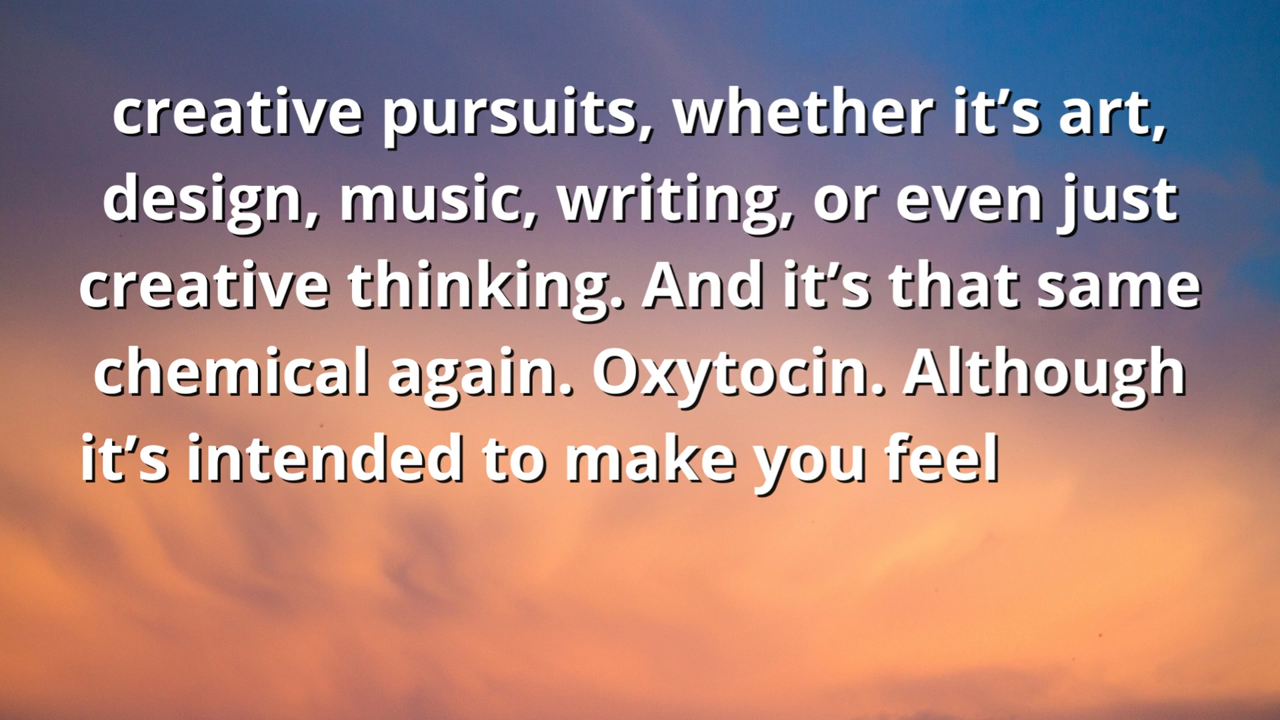 creative pursuits, whether it’s art,
design, music, writing, or even just
creative thinking. And it’s that same
chemical again. Oxytocin. Although
it’s intended to make you feel